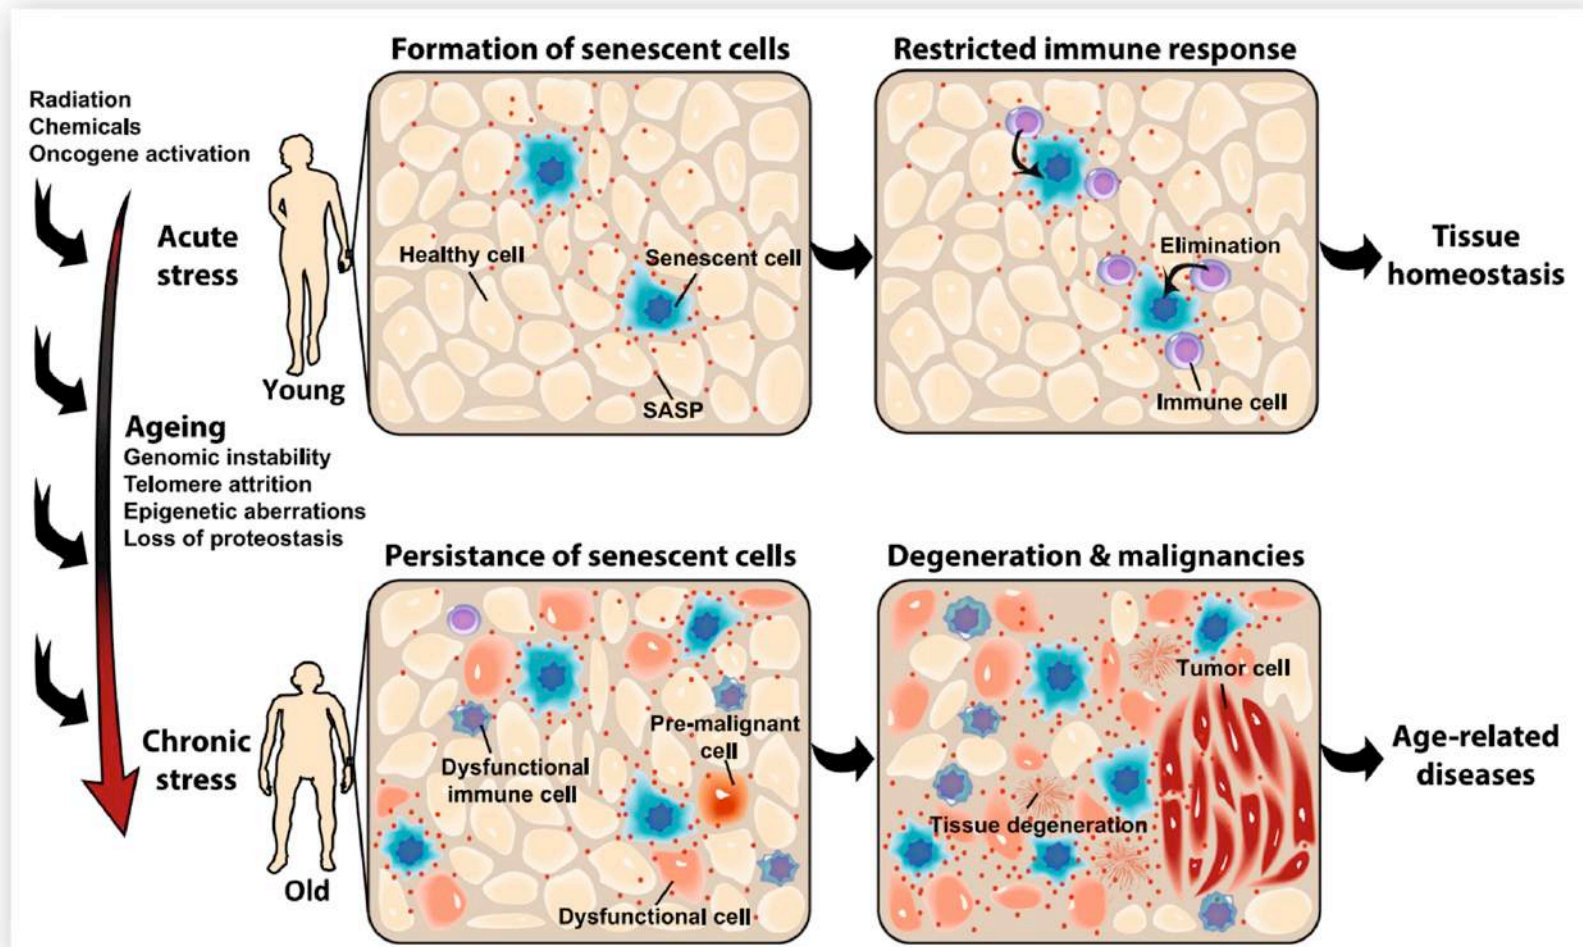 Formation of senescent cells
Restricted immune response
Radiation
Chemicals
Oncogene activation
Acute
stress
Young
Healthy cell
Senescent cell
SASP
Elimination
Immune cell
Tissue
homeostasis
Ageing
Genomic instability
Telomere attrition
Epigenetic aberrations
Loss of proteostasis
Persistance of senescent cells
Degeneration & malignancies
Chronic
stress
Old
Dysfunctional
immune cell
Pre-malignant
cell
Dysfunctional cell
Tumor cell
Tissue degeneration
Age-related
diseases